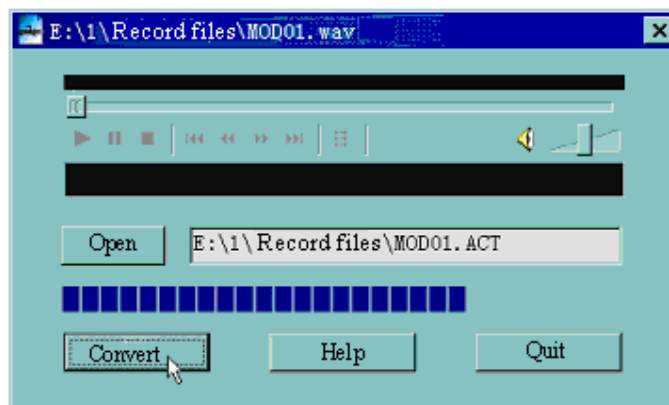 E:\1\Record files\MOD01.wav
Open
E:\1\Record files\MOD01.ACT
Convert
Help
Quit